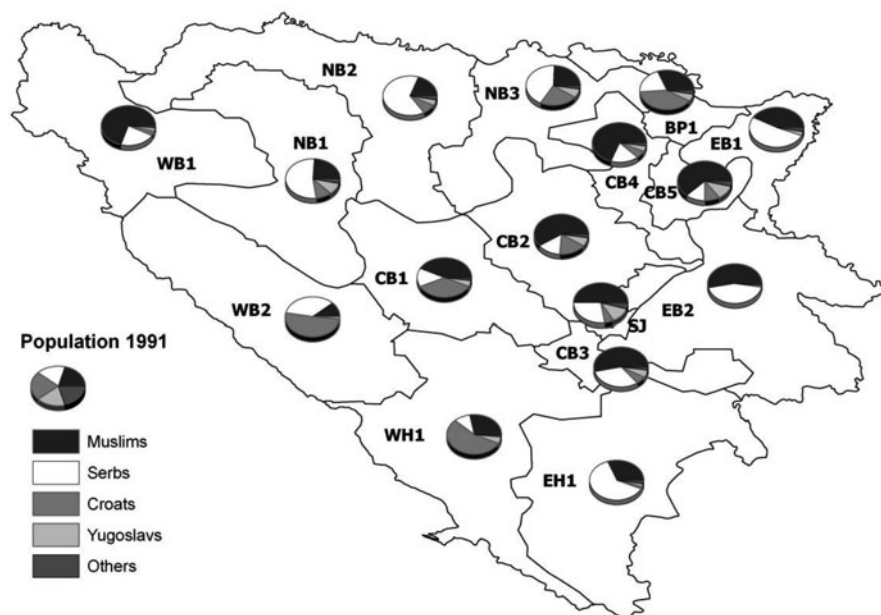 NB2
NB3
BP1
EB1
WB1
NB1
CB4
CB5
CB2
CB1
WB2
EB2
SJ
CB3
Population 1991
WH1
EH1
Muslims
Serbs
Croats
Yugoslavs
Others